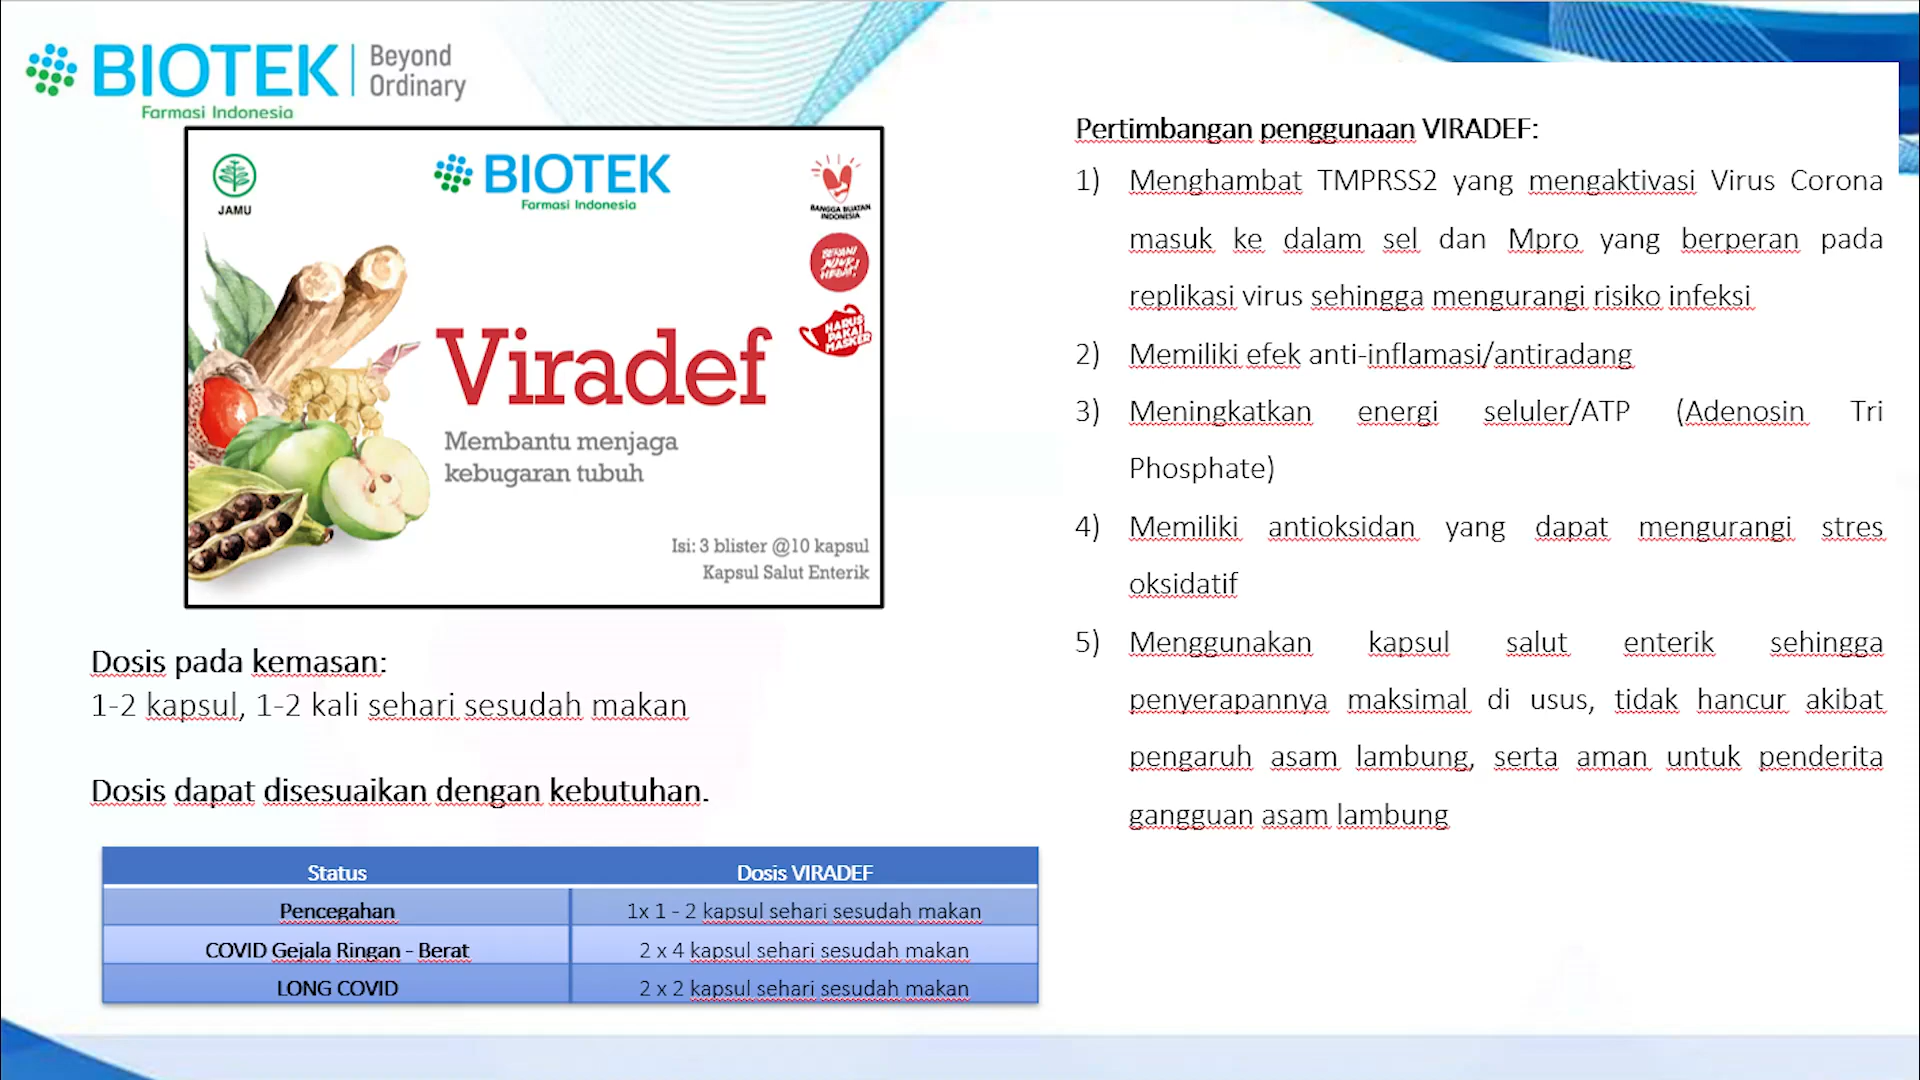 BIOTEK
Beyond
Ordinary
Farmasi Indonesia
JAMU
BIOTEK
Farmasi Indonesia
BANGGA BUATAN
INDONESIA
HARUS
PAKAI
MASKER
Viradef
Membantu menjaga
kebugaran tubuh
Isi: 3 blister @10 kapsul
Kapsul Salut Enterik
Dosis pada kemasan:
1-2 kapsul, 1-2 kali sehari sesudah makan
Dosis dapat disesuaikan dengan kebutuhan.
Status Dosis VIRADEF
Pencegahan 1x 1 - 2 kapsul sehari sesudah makan
COVID Gejala Ringan - Berat 2 x 4 kapsul sehari sesudah makan
LONG COVID 2 x 2 kapsul sehari sesudah makan
Pertimbangan penggunaan VIRADEF:
1) Menghambat TMPRSS2 yang mengaktivasi Virus Corona
masuk ke dalam sel dan Mpro yang berperan pada
replikasi virus sehingga mengurangi risiko infeksi
2) Memiliki efek anti-inflamasi/antiradang
3) Meningkatkan energi seluler/ATP (Adenosin Tri
Phosphate)
4) Memiliki antioksidan yang dapat mengurangi stres
oksidatif
5) Menggunakan kapsul salut enterik sehingga
penyerapannya maksimal di usus, tidak hancur akibat
pengaruh asam lambung, serta aman untuk penderita
gangguan asam lambung